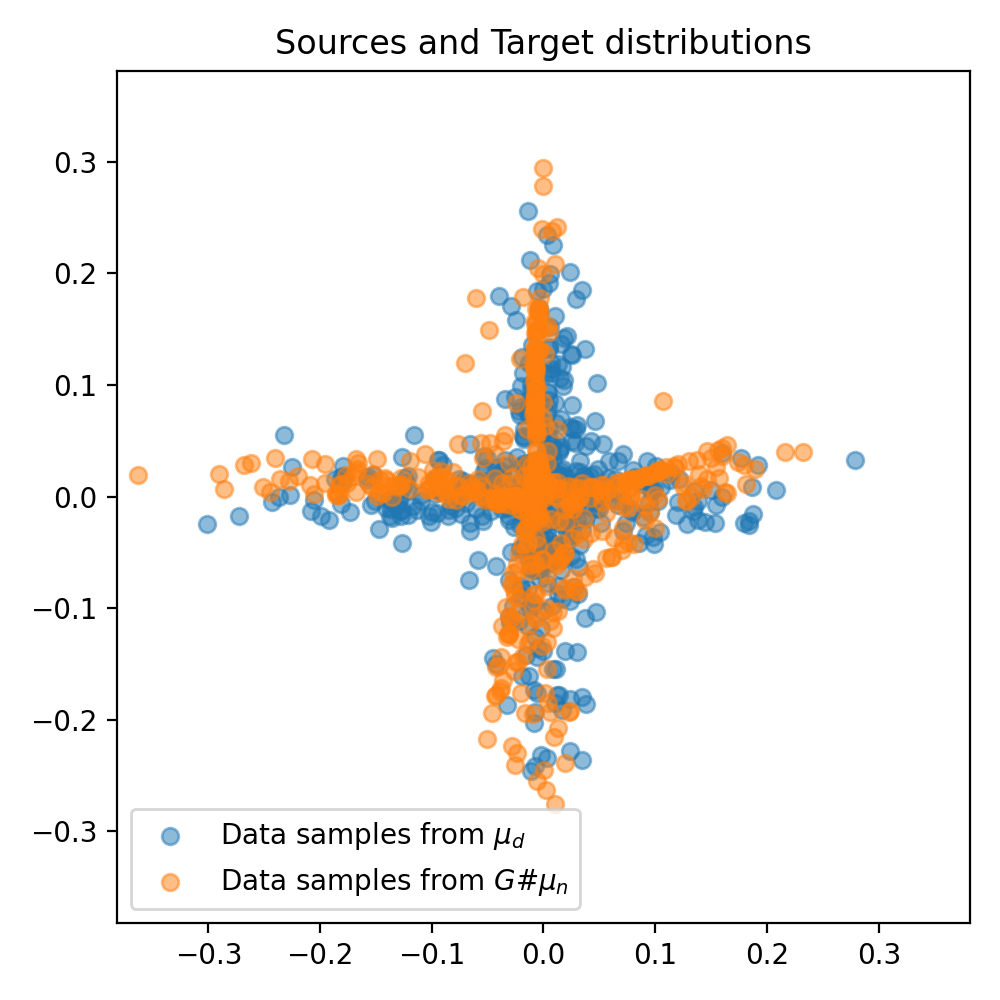 Sources and Target distributions
0.3
0.2
0.1
0.0
−0.1
−0.2
−0.3
Data samples from μ_d
Data samples from G#μ_n
−0.3 −0.2 −0.1 0.0 0.1 0.2 0.3